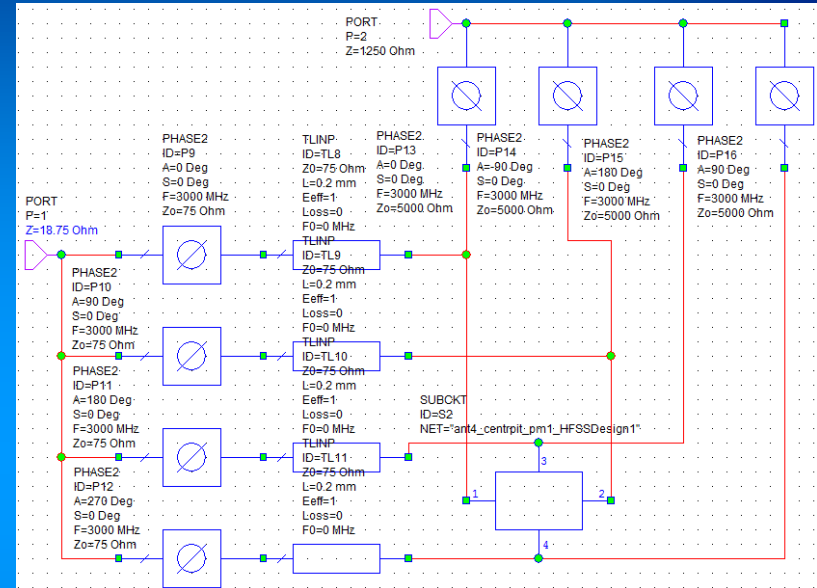 PORT
P=2
Z=1250 Ohm
PHASE2
ID=P9
A=0 Deg
S=0 Deg
F=3000 MHz
Zo=75 Ohm
TLINP
ID=TL8
Z0=75 Ohm
L=0.2 mm
Eeff=1
Loss=0
F0=0 MHz
PHASE2
ID=P13
A=0 Deg
S=0 Deg
F=3000 MHz
Zo=5000 Ohm
PHASE2
ID=P14
A=-90 Deg
S=0 Deg
F=3000 MHz
Zo=5000 Ohm
PHASE2
ID=P15
A=180 Deg
S=0 Deg
F=3000 MHz
Zo=5000 Ohm
PHASE2
ID=P16
A=90 Deg
S=0 Deg
F=3000 MHz
Zo=5000 Ohm
PORT
P=1
Z=18.75 Ohm
TLINP
ID=TL9
Z0=75 Ohm
L=0.2 mm
Eeff=1
Loss=0
F0=0 MHz
PHASE2
ID=P10
A=90 Deg
S=0 Deg
F=3000 MHz
Zo=75 Ohm
TLINP
ID=TL10
Z0=75 Ohm
L=0.2 mm
Eeff=1
Loss=0
F0=0 MHz
PHASE2
ID=P11
A=180 Deg
S=0 Deg
F=3000 MHz
Zo=75 Ohm
SUBCKT
ID=S2
NET="ant4_centrpit_pm1_HFSSDesign1"
TLINP
ID=TL11
Z0=75 Ohm
L=0.2 mm
Eeff=1
Loss=0
F0=0 MHz
PHASE2
ID=P12
A=270 Deg
S=0 Deg
F=3000 MHz
Zo=75 Ohm
3
1
2
4